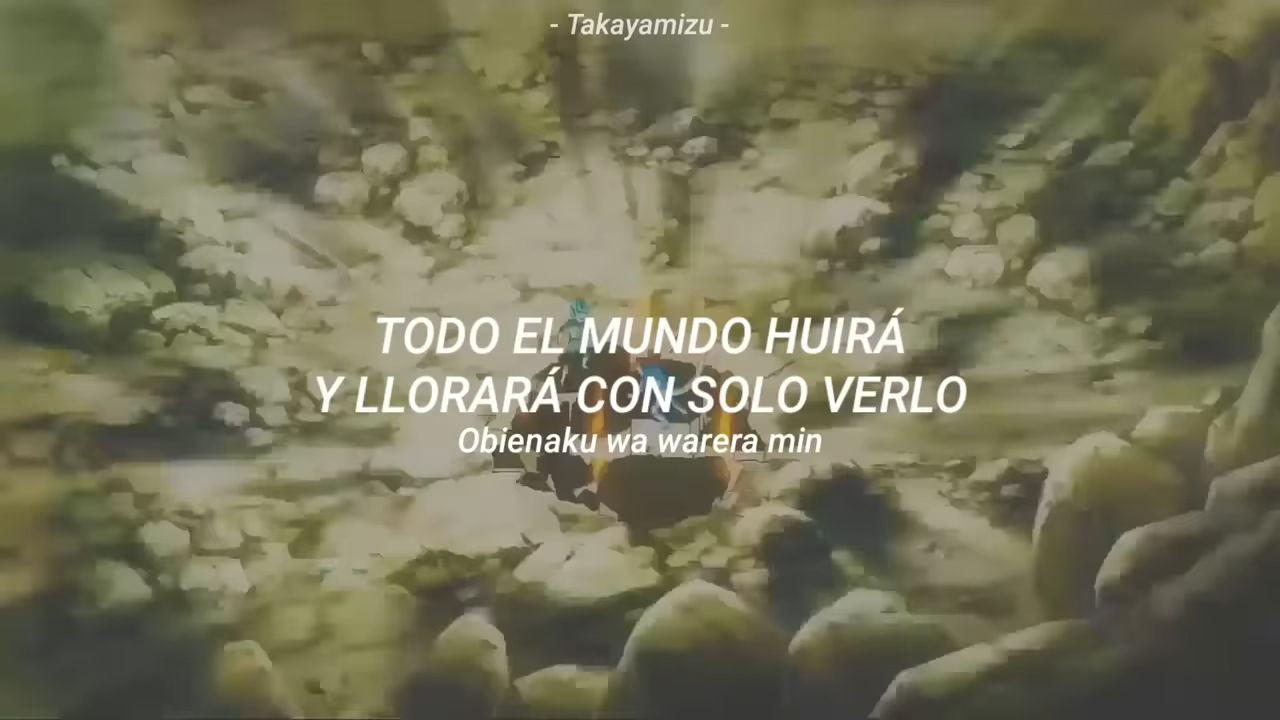 - Takayamizu -
TODO EL MUNDO HUIRÁ
Y LLORARÁ CON SOLO VERLO
Obienaku wa warera min